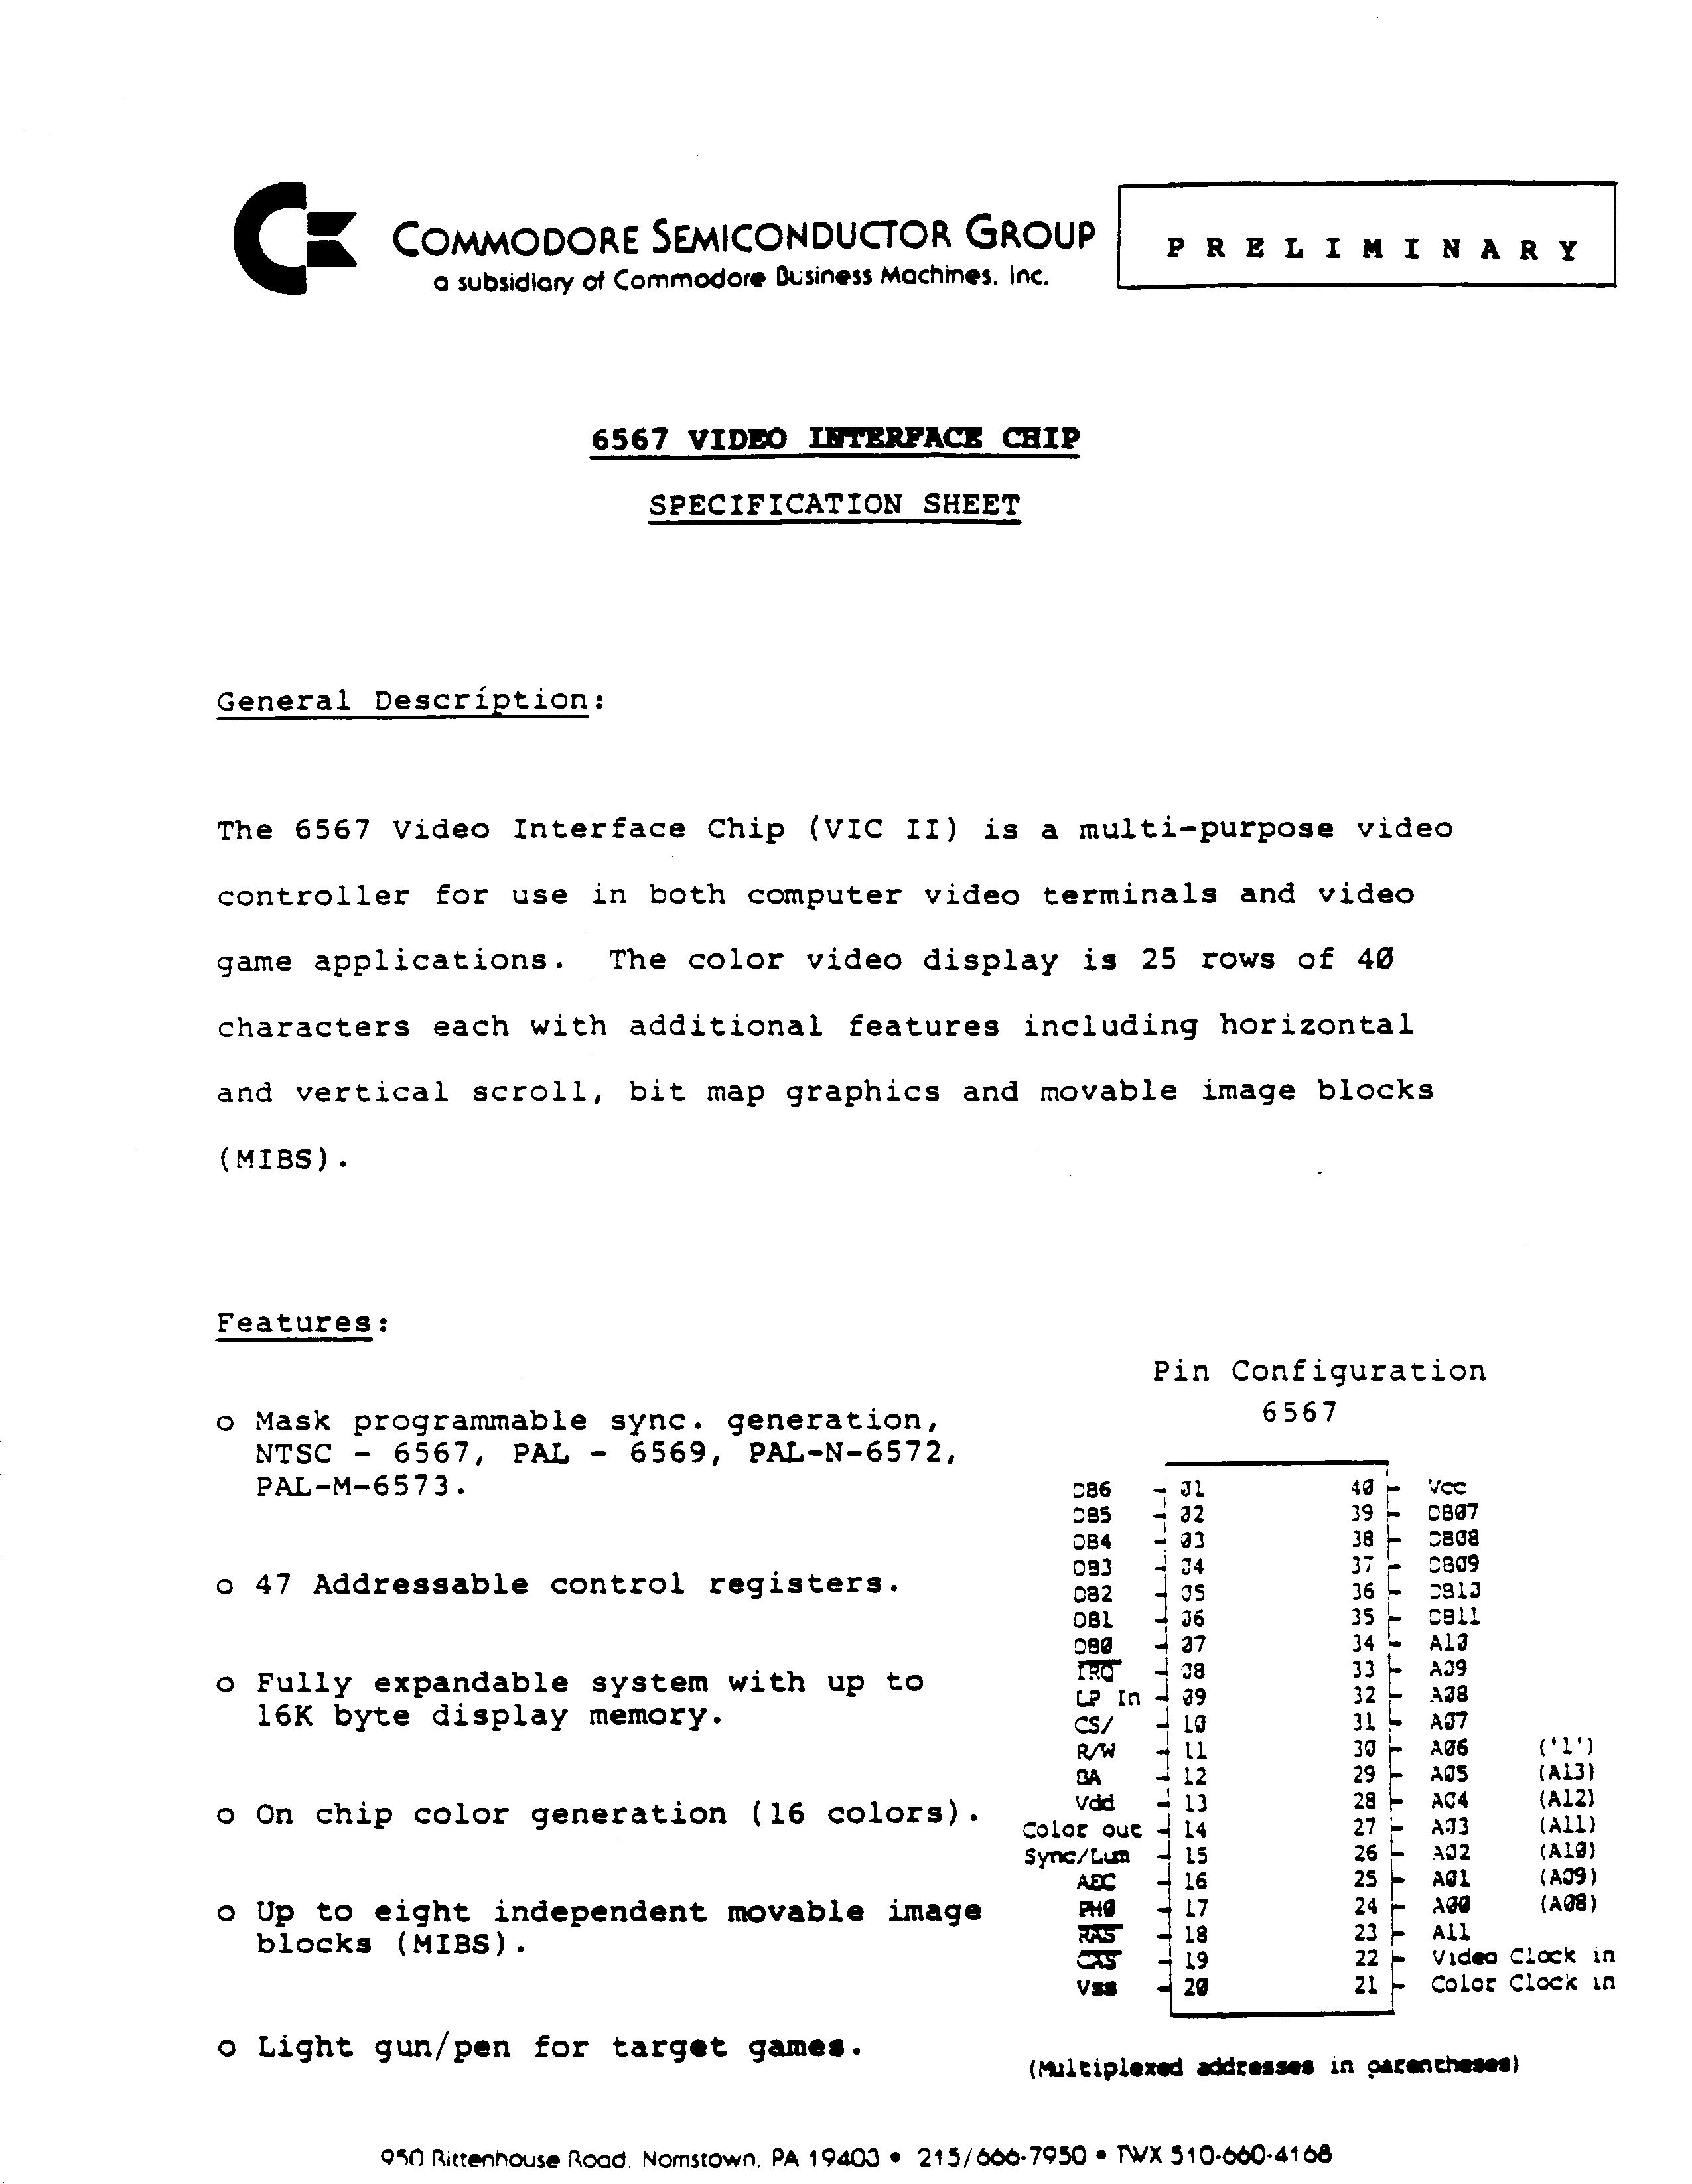 COMMODORE SEMICONDUCTOR GROUP
a subsidiary of Commodore Business Machines, Inc.
PRELIMINARY
6567 VIDEO INTERFACE CHIP
SPECIFICATION SHEET
General Description:
The 6567 Video Interface Chip (VIC II) is a multi-purpose video
controller for use in both computer video terminals and video
game applications. The color video display is 25 rows of 40
characters each with additional features including horizontal
and vertical scroll, bit map graphics and movable image blocks
(MIBS).
Features:
o Mask programmable sync. generation,
NTSC - 6567, PAL - 6569, PAL-N-6572,
PAL-M-6573.
o 47 Addressable control registers.
o Fully expandable system with up to
16K byte display memory.
o On chip color generation (16 colors).
o Up to eight independent movable image
blocks (MIBS).
o Light gun/pen for target games.
Pin Configuration
6567
DB6 01 40 Vcc
DB5 02 39 DB07
DB4 03 38 DB08
DB3 04 37 DB09
DB2 05 36 DB10
DB1 06 35 DB11
DB0 07 34 A10
IRQ 08 33 A09
LP In 09 32 A08
CS/ 10 31 A07
R/W 11 30 A06 ('1')
BA 12 29 A05 (A13)
Vdd 13 28 A04 (A12)
Color out 14 27 A03 (A11)
Sync/Lum 15 26 A02 (A10)
AEC 16 25 A01 (A09)
PH0 17 24 A00 (A08)
RAS 18 23 A11
CAS 19 22 Video Clock in
Vss 20 21 Color Clock in
(Multiplexed addresses in parentheses)
950 Rittenhouse Road, Norristown, PA 19403 • 215/666-7950 • TWX 510-660-4168